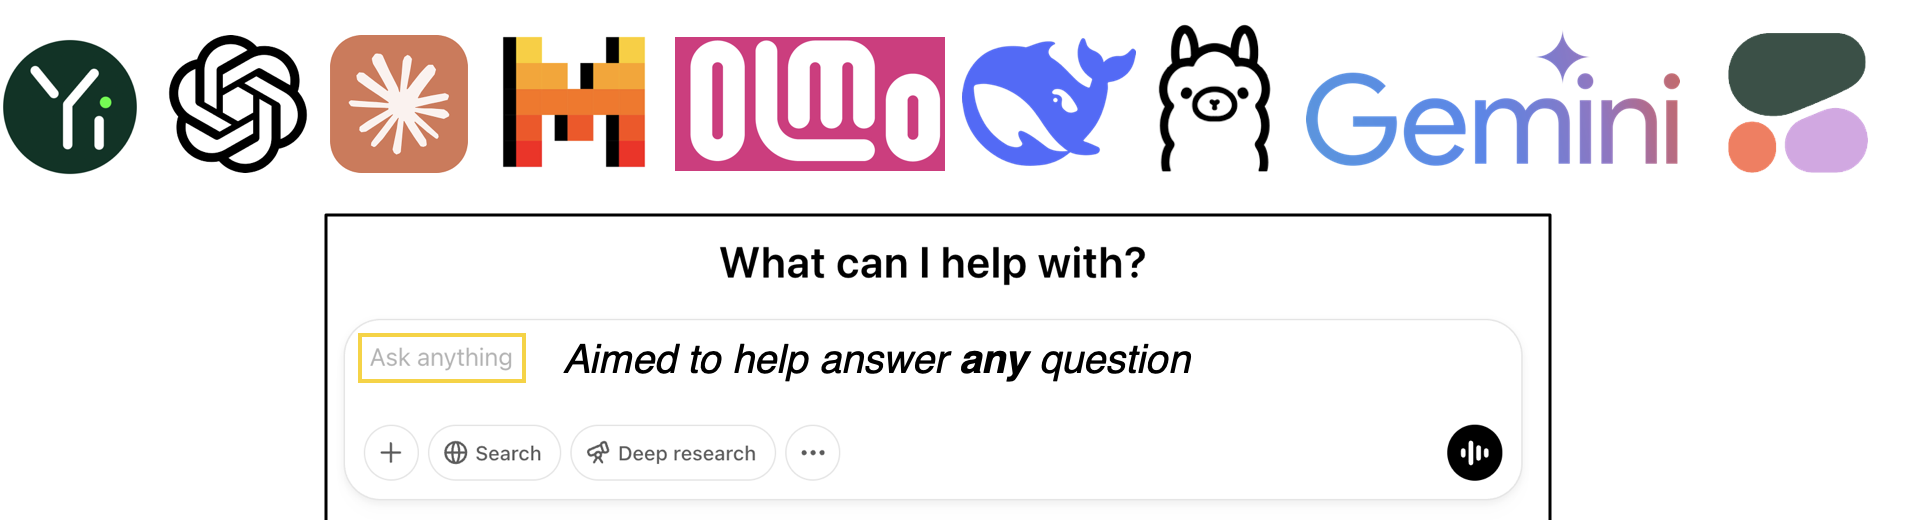 Yi
OLMo
Gemini
What can I help with?
Ask anything
Aimed to help answer any question
Search
Deep research